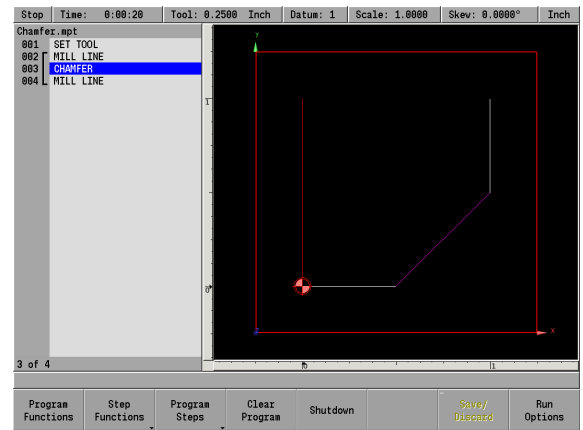 Stop Time: 0:00:20 Tool: 0.2500 Inch Datum: 1 Scale: 1.0000 Skew: 0.0000° Inch
Chamfer.mpt
001 SET TOOL
002 MILL LINE
003 CHAMFER
004 MILL LINE
Y
1
0
Z
X
0
1
3 of 4
Program Functions
Step Functions
Program Steps
Clear Program
Shutdown
Save/ Discard
Run Options